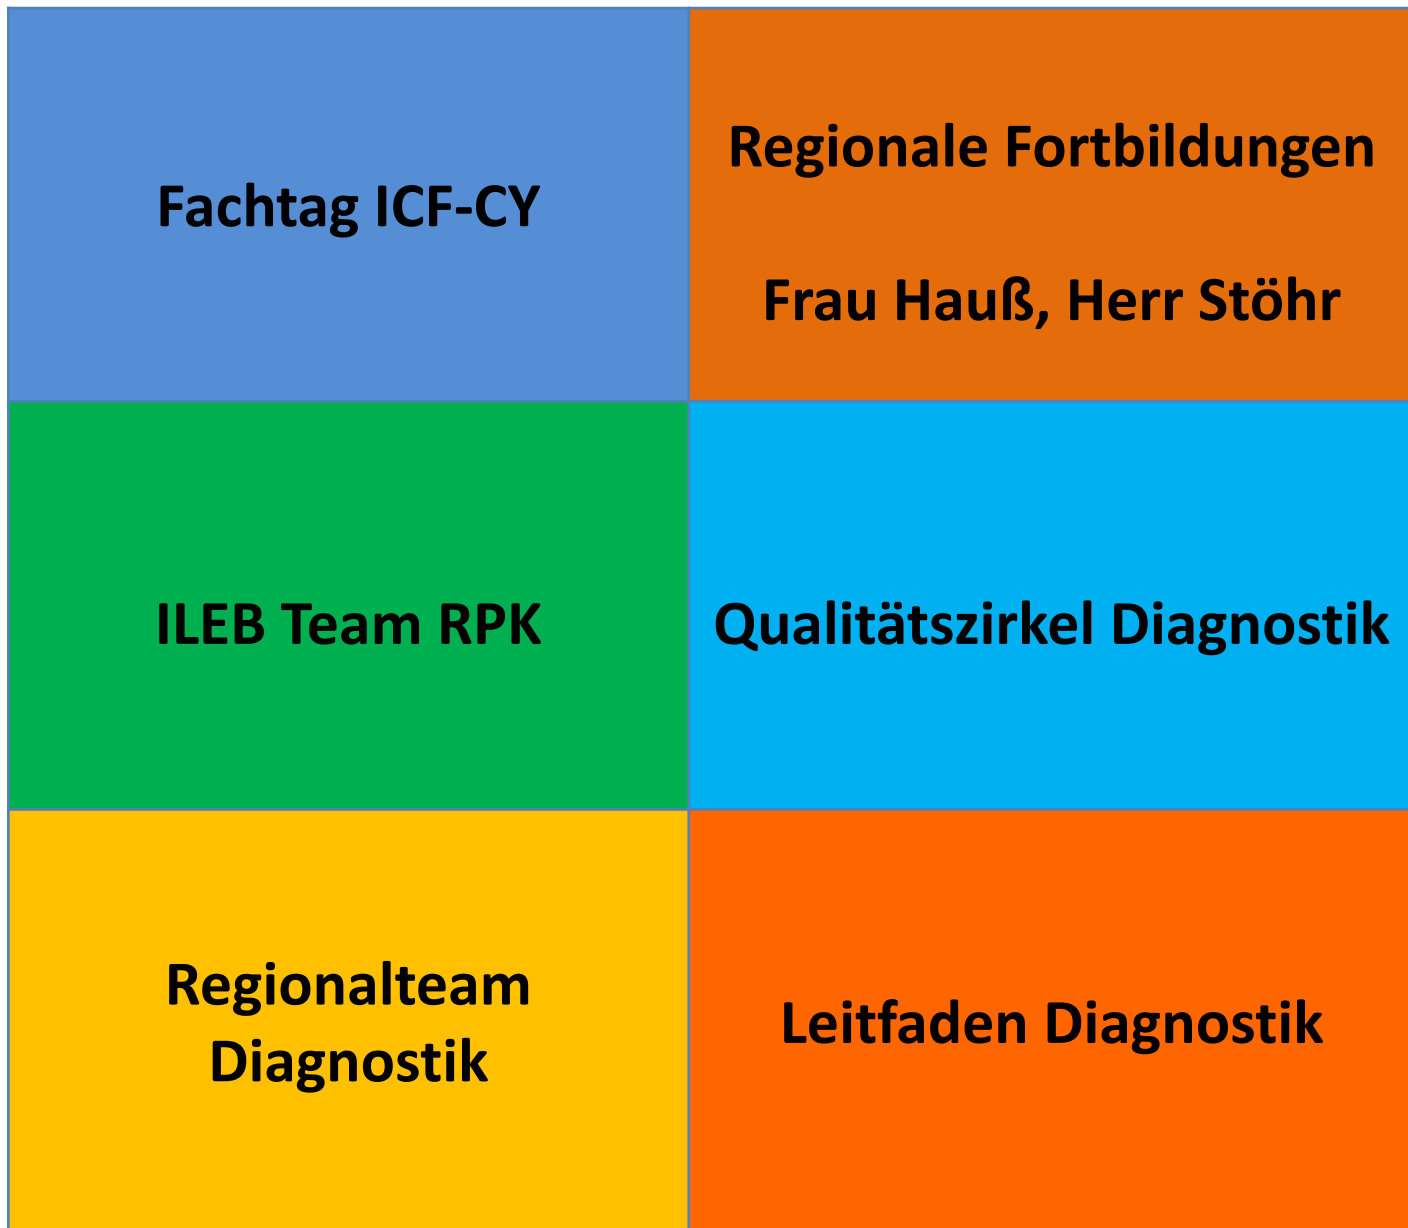 Fachtag ICF-CY
Regionale Fortbildungen
Frau Hauß, Herr Stöhr
ILEB Team RPK
Qualitätszirkel Diagnostik
Regionalteam
Diagnostik
Leitfaden Diagnostik